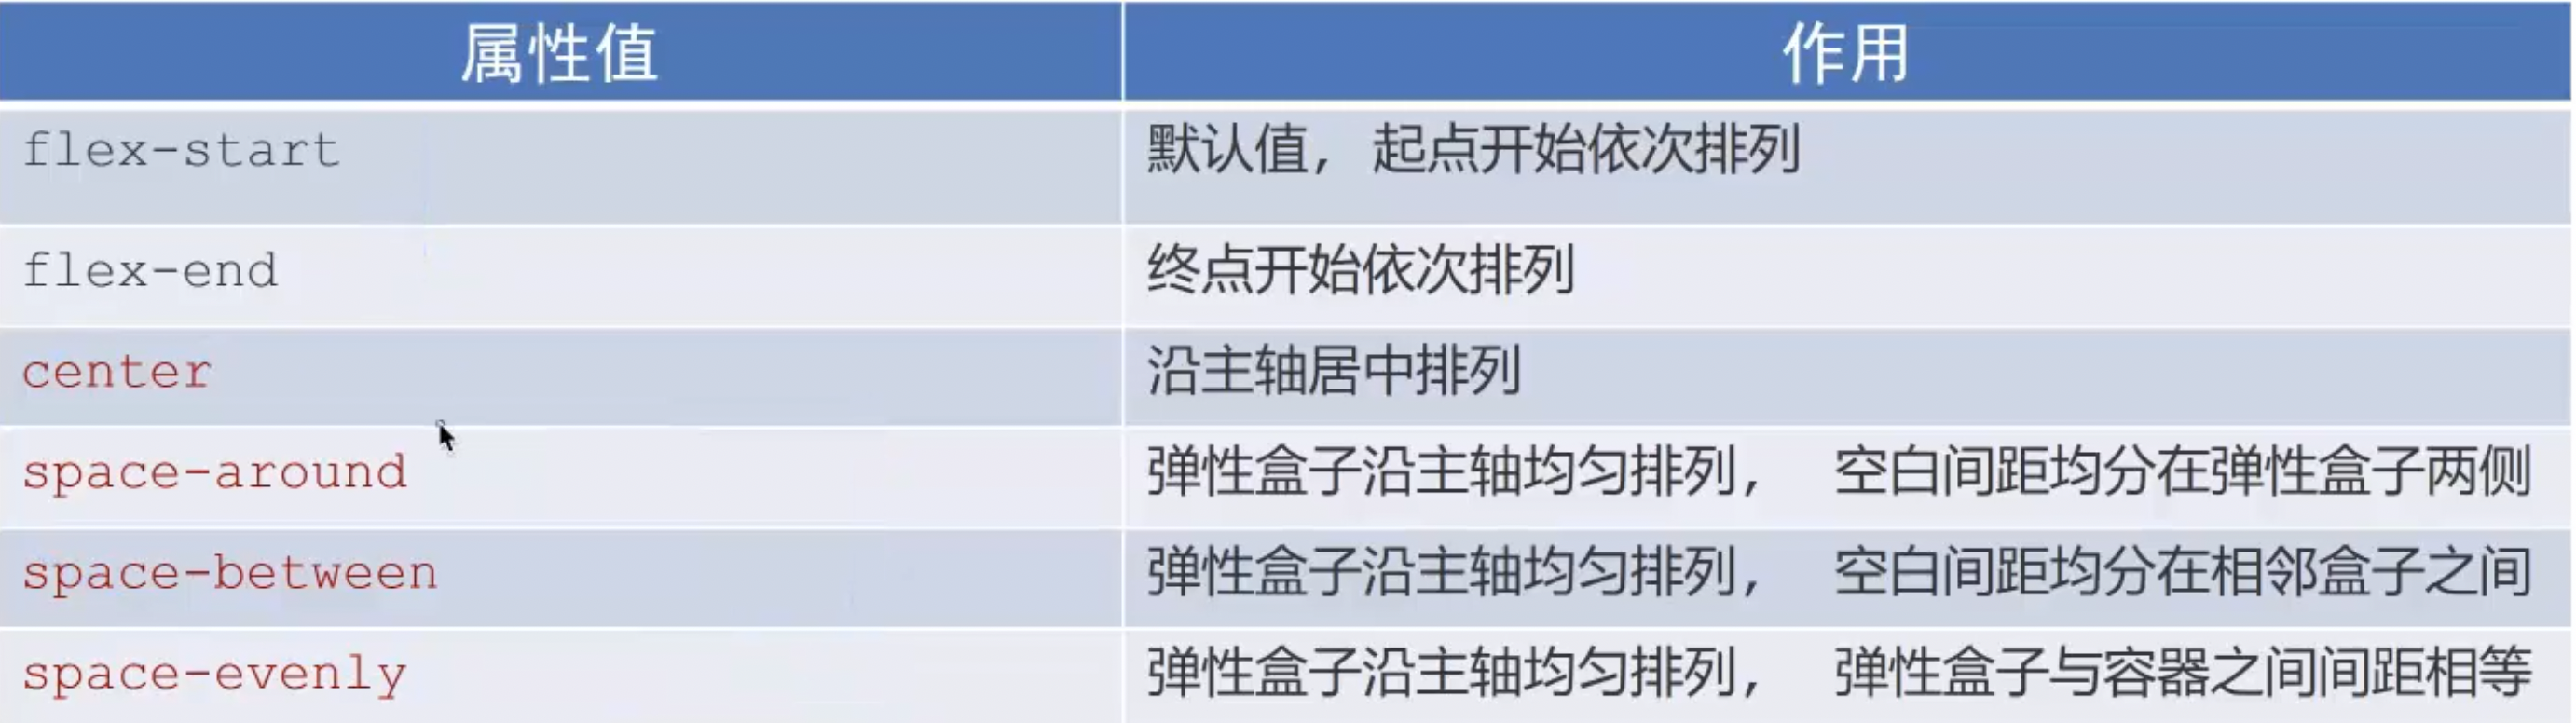 属性值 作用
flex-start 默认值，起点开始依次排列
flex-end 终点开始依次排列
center 沿主轴居中排列
space-around 弹性盒子沿主轴均匀排列， 空白间距均分在弹性盒子两侧
space-between 弹性盒子沿主轴均匀排列， 空白间距均分在相邻盒子之间
space-evenly 弹性盒子沿主轴均匀排列， 弹性盒子与容器之间间距相等